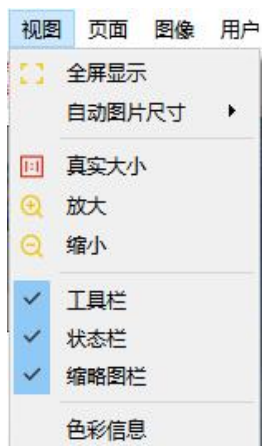 视图 页面 图像 用户
全屏显示
自动图片尺寸
1:1 真实大小
放大
缩小
工具栏
状态栏
缩略图栏
色彩信息